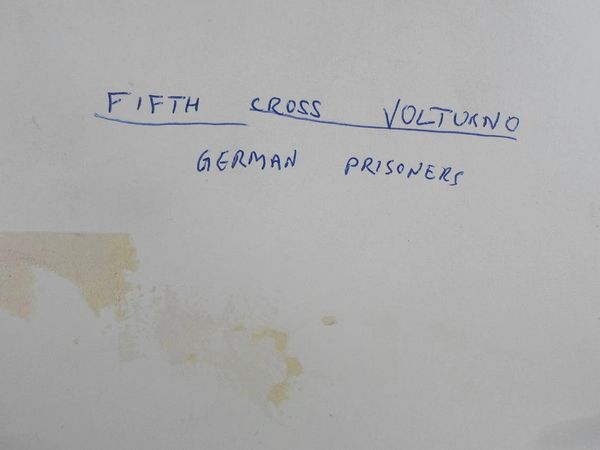 FIFTH CROSS VOLTURNO
GERMAN PRISONERS